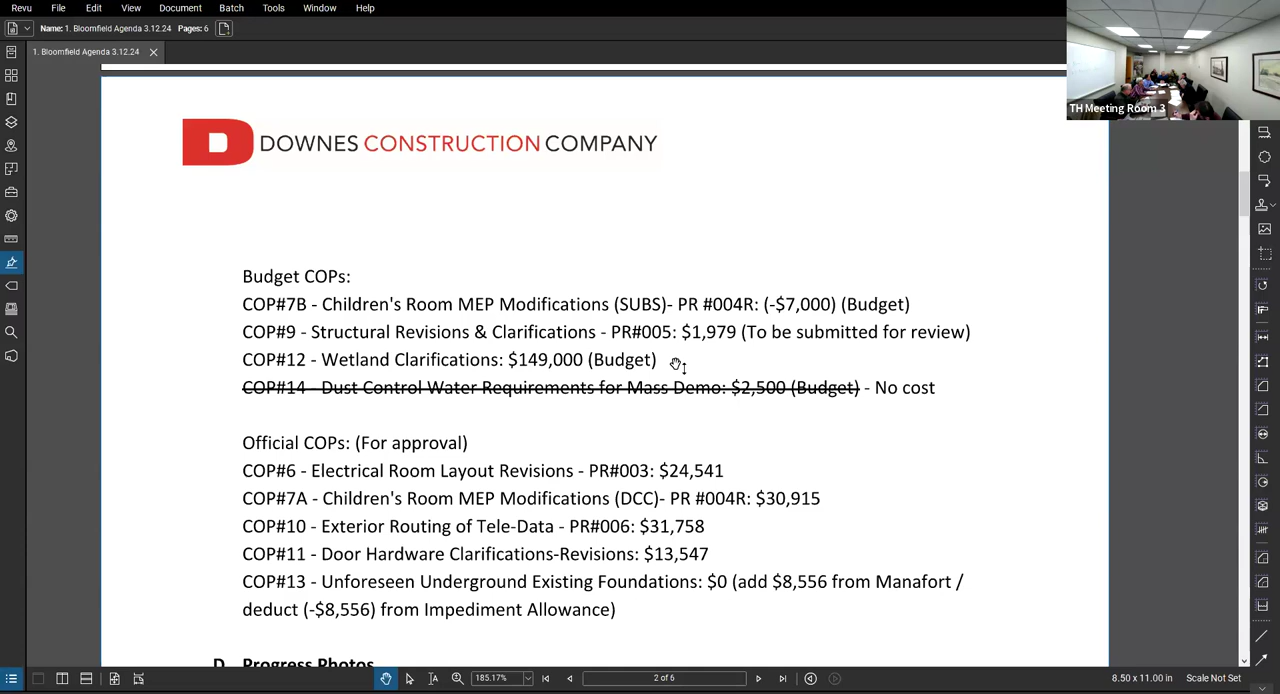 Revu File Edit View Document Batch Tools Window Help
Name: 1. Bloomfield Agenda 3.12.24 Pages: 6
1. Bloomfield Agenda 3.12.24
TH Meeting Room 3
DOWNES CONSTRUCTION COMPANY
Budget COPs:
COP#7B - Children's Room MEP Modifications (SUBS)- PR #004R: (-$7,000) (Budget)
COP#9 - Structural Revisions & Clarifications - PR#005: $1,979 (To be submitted for review)
COP#12 - Wetland Clarifications: $149,000 (Budget)
COP#14 - Dust Control Water Requirements for Mass Demo: $2,500 (Budget) - No cost
Official COPs: (For approval)
COP#6 - Electrical Room Layout Revisions - PR#003: $24,541
COP#7A - Children's Room MEP Modifications (DCC)- PR #004R: $30,915
COP#10 - Exterior Routing of Tele-Data - PR#006: $31,758
COP#11 - Door Hardware Clarifications-Revisions: $13,547
COP#13 - Unforeseen Underground Existing Foundations: $0 (add $8,556 from Manafort /
deduct (-$8,556) from Impediment Allowance)
D. Progress Photos
185.17% 2 of 6 8.50 x 11.00 in Scale Not Set